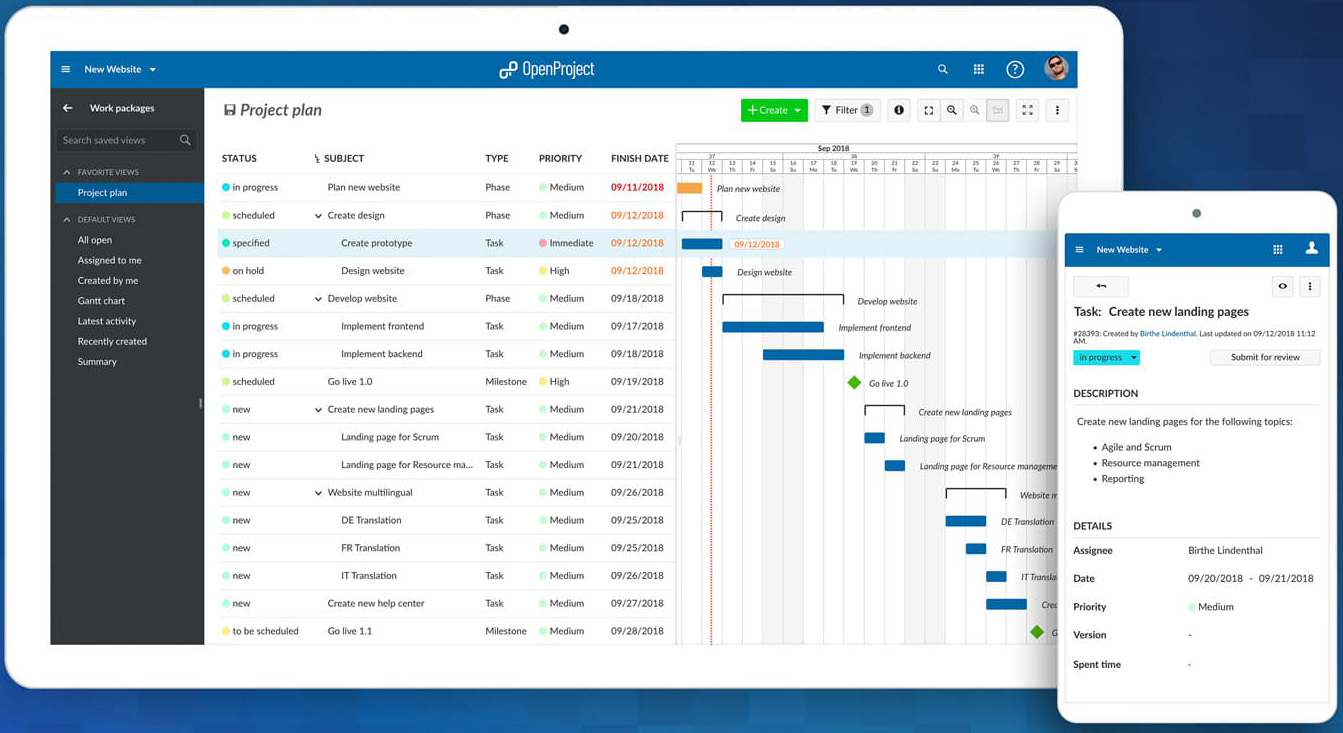 New Website
OpenProject
?
Work packages
Search saved views
FAVORITE VIEWS
Project plan
DEFAULT VIEWS
All open
Assigned to me
Created by me
Gantt chart
Latest activity
Recently created
Summary
Project plan
+ Create
Filter 1
STATUS SUBJECT TYPE PRIORITY FINISH DATE
in progress Plan new website Phase Medium 09/11/2018
scheduled Create design Phase Medium 09/12/2018
specified Create prototype Task Immediate 09/12/2018
on hold Design website Task High 09/12/2018
scheduled Develop website Phase Medium 09/18/2018
in progress Implement frontend Task Medium 09/17/2018
in progress Implement backend Task Medium 09/18/2018
scheduled Go live 1.0 Milestone High 09/19/2018
new Create new landing pages Task Medium 09/21/2018
new Landing page for Scrum Task Medium 09/20/2018
new Landing page for Resource ma... Task Medium 09/21/2018
new Website multilingual Task Medium 09/26/2018
new DE Translation Task Medium 09/25/2018
new FR Translation Task Medium 09/25/2018
new IT Translation Task Medium 09/26/2018
new Create new help center Task Medium 09/27/2018
to be scheduled Go live 1.1 Milestone Medium 09/28/2018
Sep 2018
37 38 39
11 12 13 14 15 16 17 18 19 20 21 22 23 24 25 26 27 28 29
Tu We Th Fr Sa Su Mo Tu We Th Fr Sa Su Mo Tu We Th Fr Sa
Plan new website
Create design
09/12/2018
Design website
Develop website
Implement frontend
Implement backend
Go live 1.0
Create new landing pages
Landing page for Scrum
Landing page for Resource manageme
Website m
DE Translation
FR Translation
IT Transla
Crea
G
New Website
Task: Create new landing pages
#28393: Created by Birthe Lindenthal. Last updated on 09/12/2018 11:12
AM.
in progress
Submit for review
DESCRIPTION
Create new landing pages for the following topics:
• Agile and Scrum
• Resource management
• Reporting
DETAILS
Assignee Birthe Lindenthal
Date 09/20/2018 - 09/21/2018
Priority Medium
Version -
Spent time -